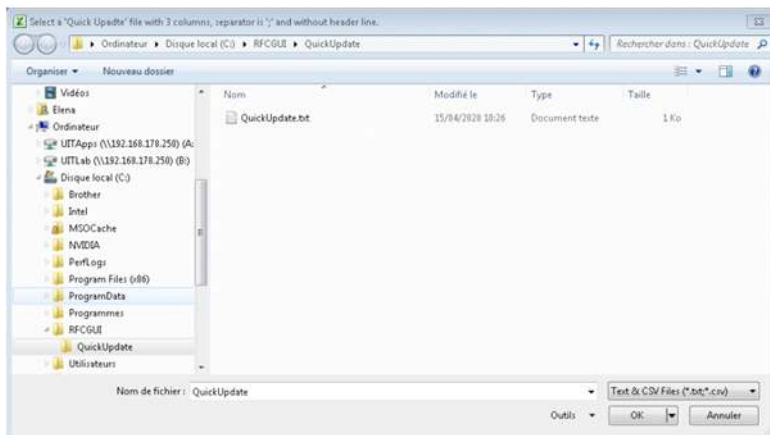 Select a 'Quick Upadte' file with 3 columns, separator is ';' and without header line.
Ordinateur ▸ Disque local (C:) ▸ RFCGUI ▸ QuickUpdate
Rechercher dans : QuickUpdate
Organiser
Nouveau dossier
Vidéos
Elena
Ordinateur
UITApps (\\192.168.178.250) (A:
UITLab (\\192.168.178.250) (B:)
Disque local (C:)
Brother
Intel
MSOCache
NVIDIA
PerfLogs
Program Files (x86)
ProgramData
Programmes
RFCGUI
QuickUpdate
Utilisateurs
Nom Modifié le Type Taille
QuickUpdate.txt 15/04/2020 10:26 Document texte 1 Ko
Nom de fichier : QuickUpdate
Text & CSV Files (*.txt;*.csv)
Outils OK Annuler